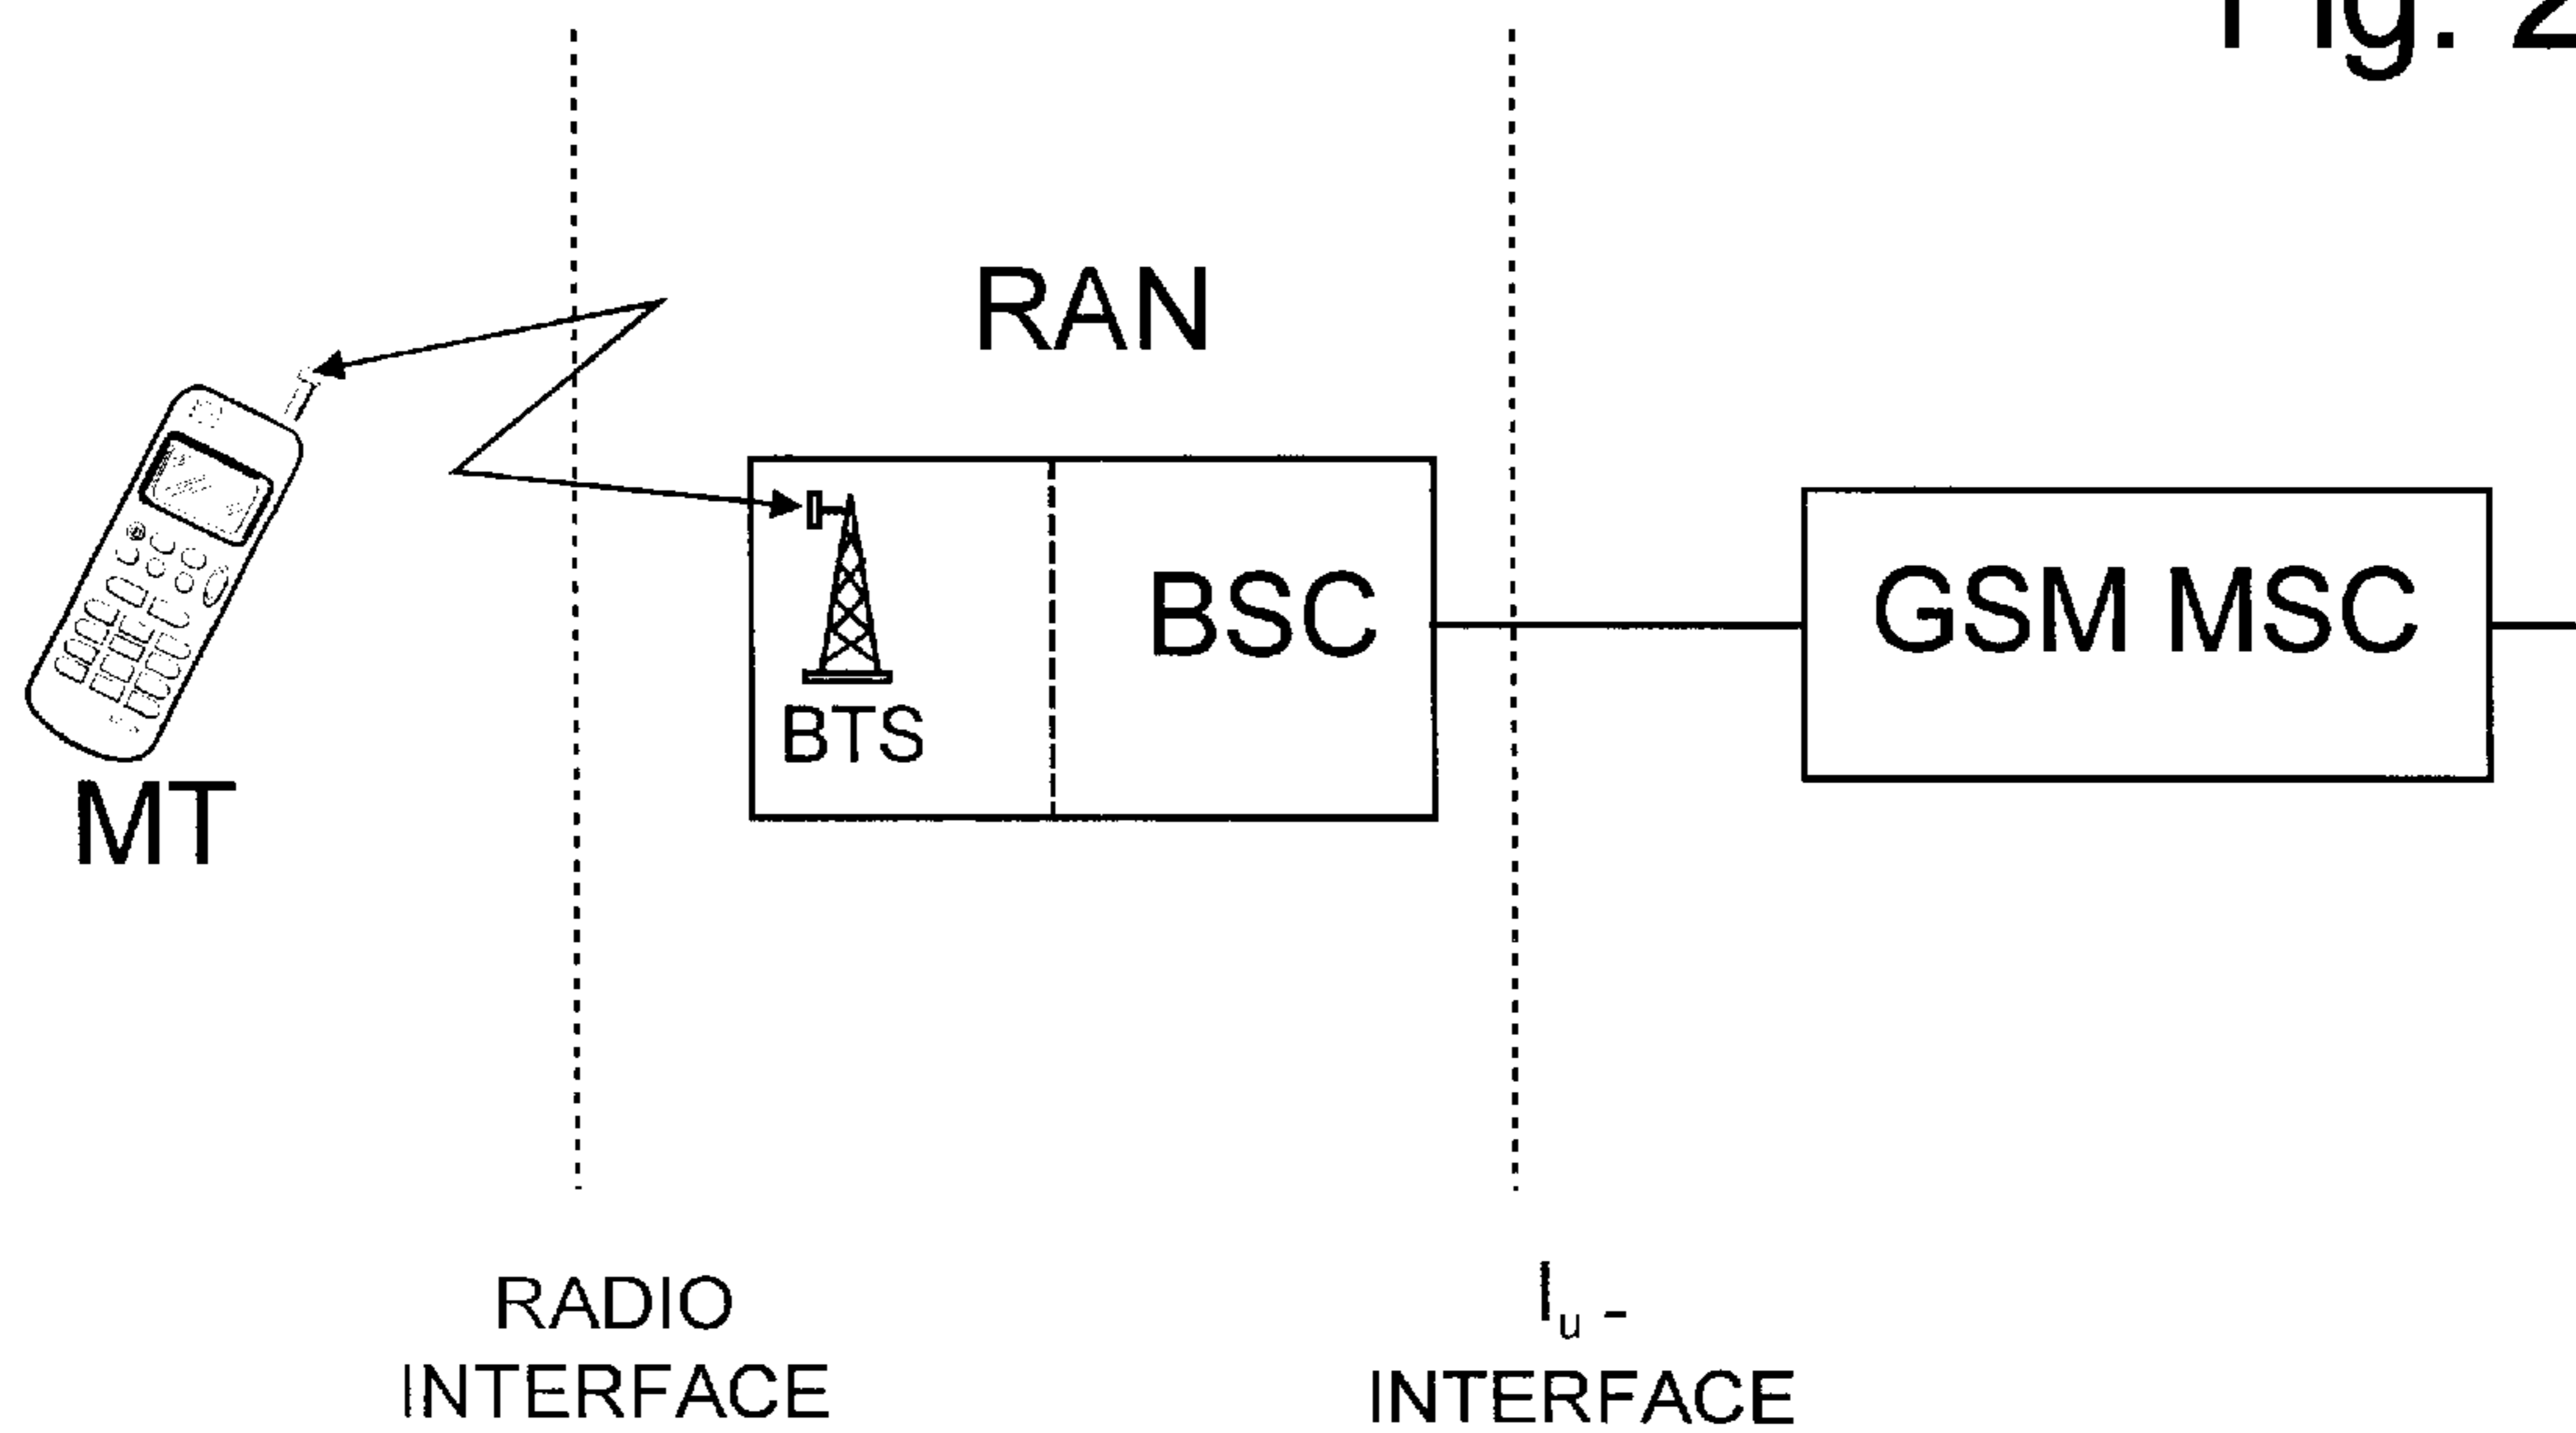 Fig. 2
RAN
BSC
GSM MSC
BTS
MT
RADIO
INTERFACE
Iu -
INTERFACE